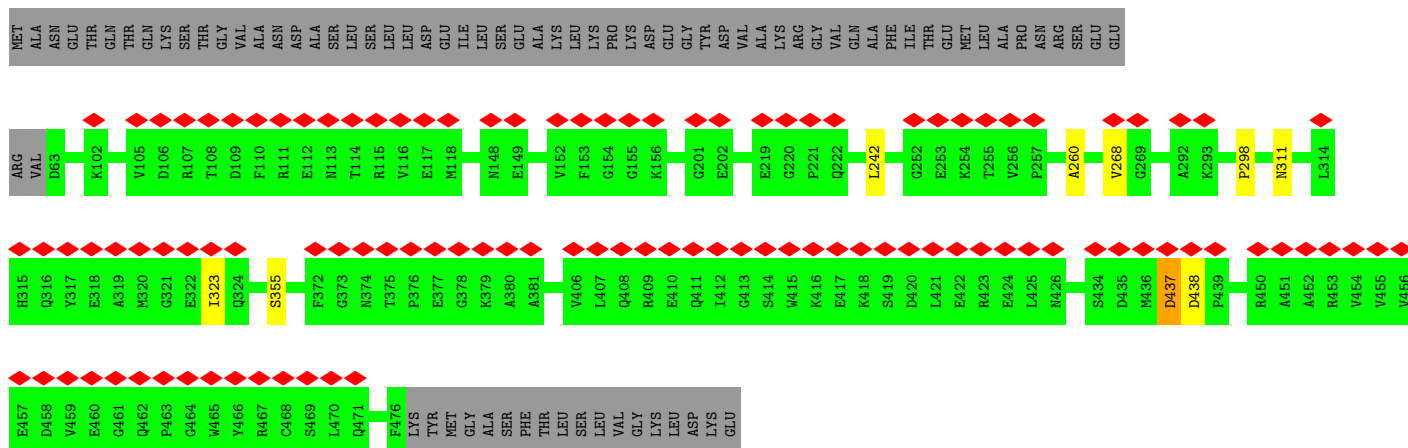 MET ALA ASN GLU THR GLN THR GLN LYS SER THR GLY VAL ALA ASN ASP ALA SER LEU SER LEU LEU ASP GLU ILE LEU SER GLU ALA LYS LEU LYS PRO LYS ASP GLU GLY TYR ASP VAL ALA LYS ARG GLY VAL GLN ALA PHE ILE THR GLU MET LEU ALA PRO ASN ARG SER GLU GLU
ARG VAL D63 K102 V105 D106 R107 T108 D109 F110 R111 E112 N113 T114 R115 V116 E117 M118 N148 E149 V152 F153 G154 G155 K156 G201 E202 E219 G220 P221 Q222 L242 G252 E253 K254 T255 V256 P257 A260 V268 G269 A292 K293 P298 N311 L314
H315 Q316 Y317 E318 A319 M320 G321 E322 I323 Q324 S355 F372 G373 N374 T375 P376 E377 G378 K379 A380 A381 V406 L407 Q408 R409 E410 Q411 I412 G413 S414 W415 K416 E417 K418 S419 D420 L421 E422 R423 E424 L425 N426 S434 D435 M436 D437 D438 P439 R450 A451 A452 R453 V454 V455 V456
E457 D458 V459 E460 G461 Q462 P463 G464 W465 Y466 R467 C468 S469 L470 Q471 F476 LYS TYR MET GLY ALA SER PHE THR LEU SER LEU VAL GLY LYS LEU ASP LYS GLU